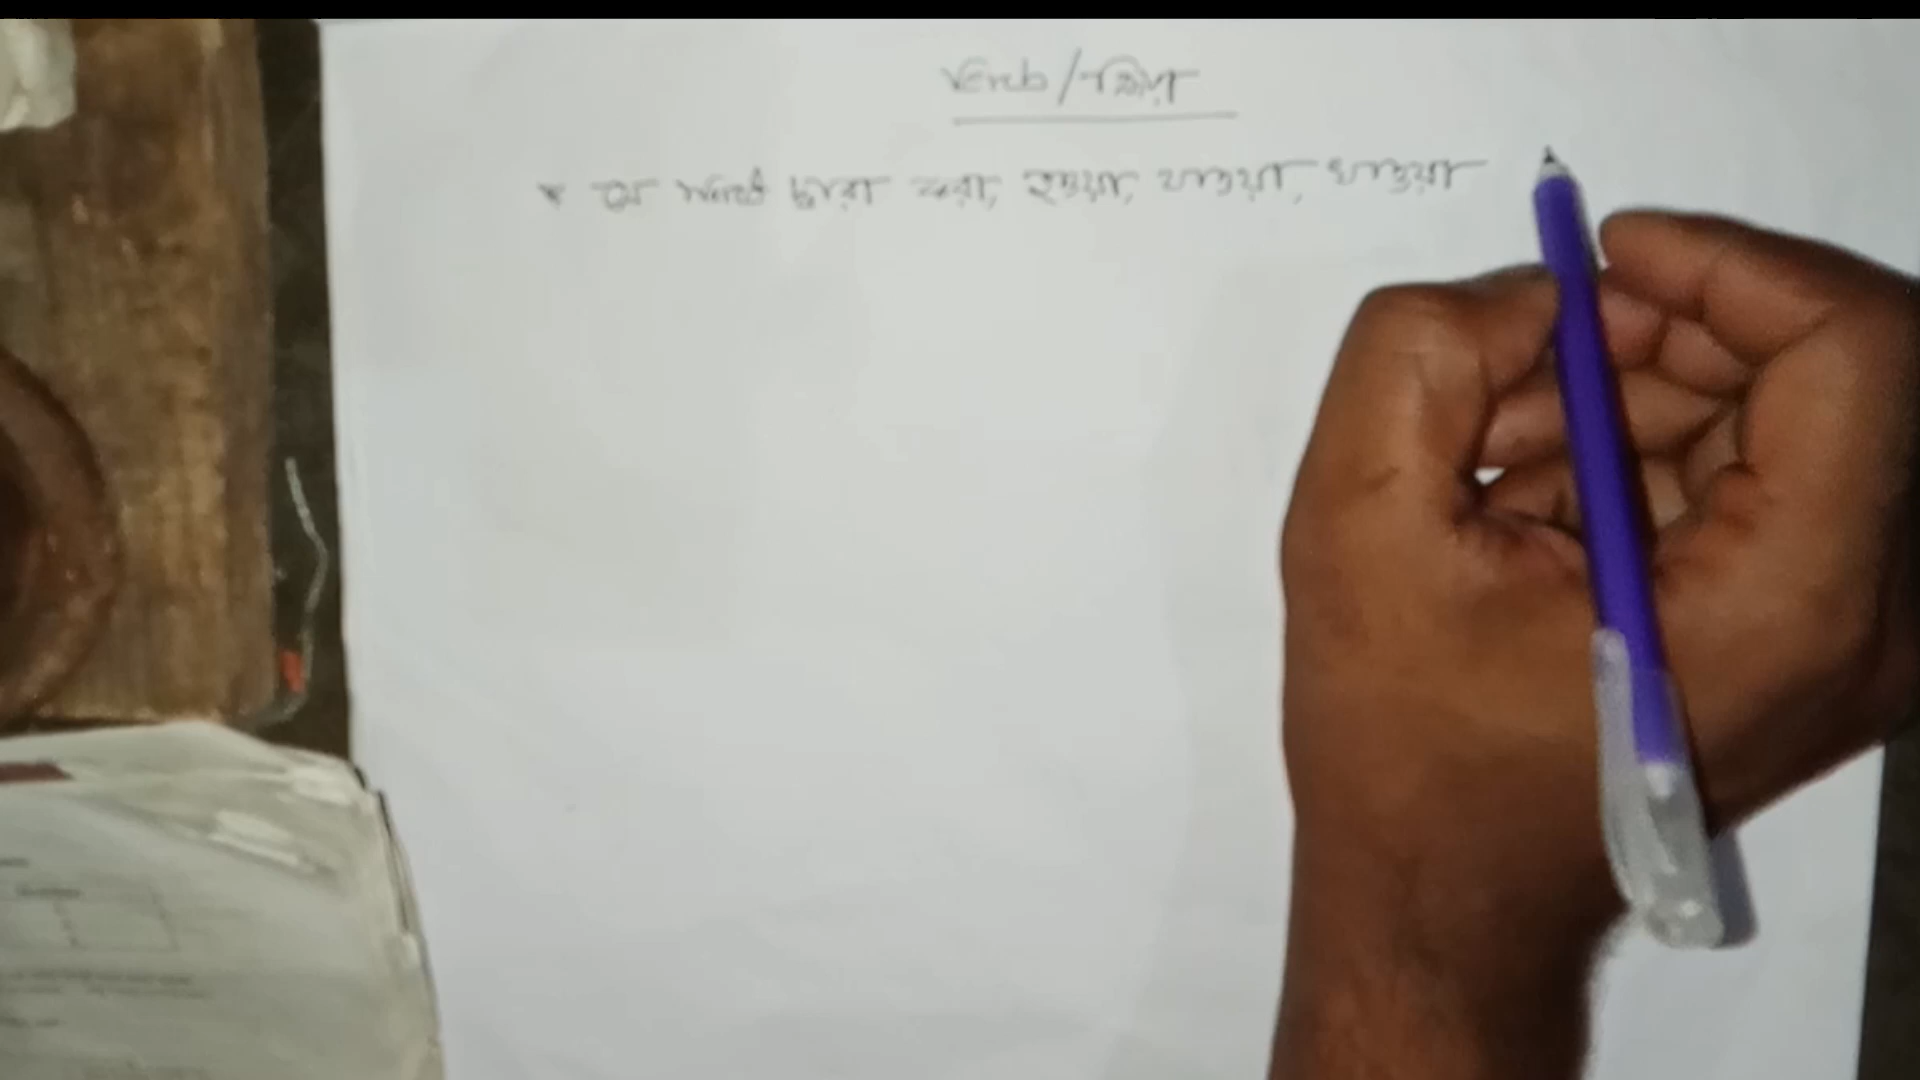 Verb/ক্রিয়া
* যে শব্দ দ্বারা করা, হওয়া, যাওয়া, খাওয়া